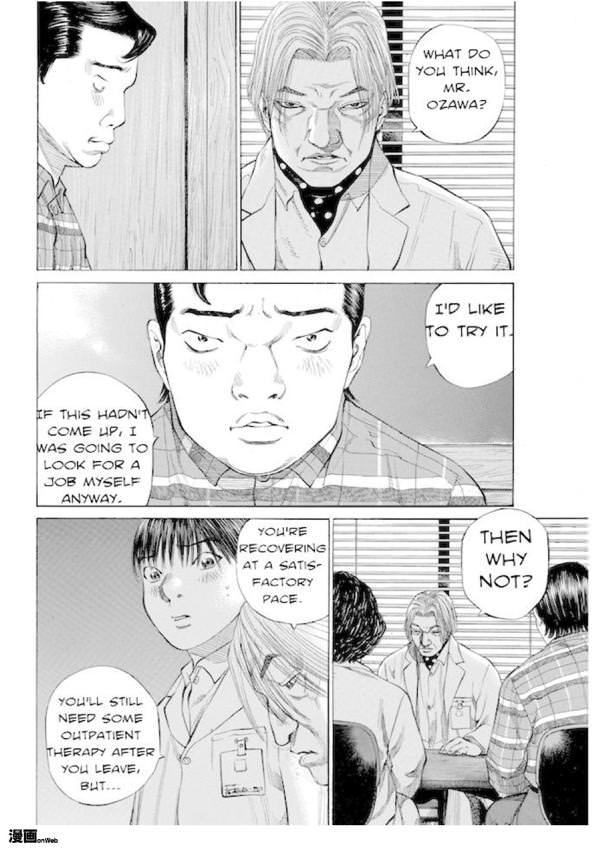 WHAT DO
YOU THINK,
MR.
OZAWA?
I'D LIKE
TO TRY IT.
IF THIS HADN'T
COME UP, I
WAS GOING TO
LOOK FOR A
JOB MYSELF
ANYWAY.
THEN
WHY
NOT?
YOU'RE
RECOVERING
AT A SATIS-
FACTORY
PACE.
YOU'LL STILL
NEED SOME
OUTPATIENT
THERAPY AFTER
YOU LEAVE,
BUT...
漫画onWeb